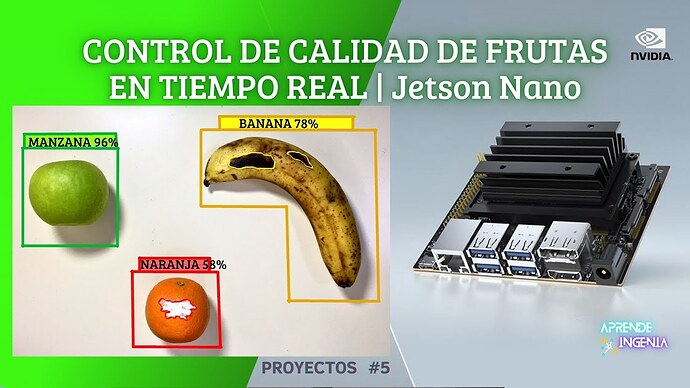 CONTROL DE CALIDAD DE FRUTAS
EN TIEMPO REAL | Jetson Nano
NVIDIA.
MANZANA 96%
BANANA 78%
NARANJA 58%
APRENDE
INGENIA
PROYECTOS #5